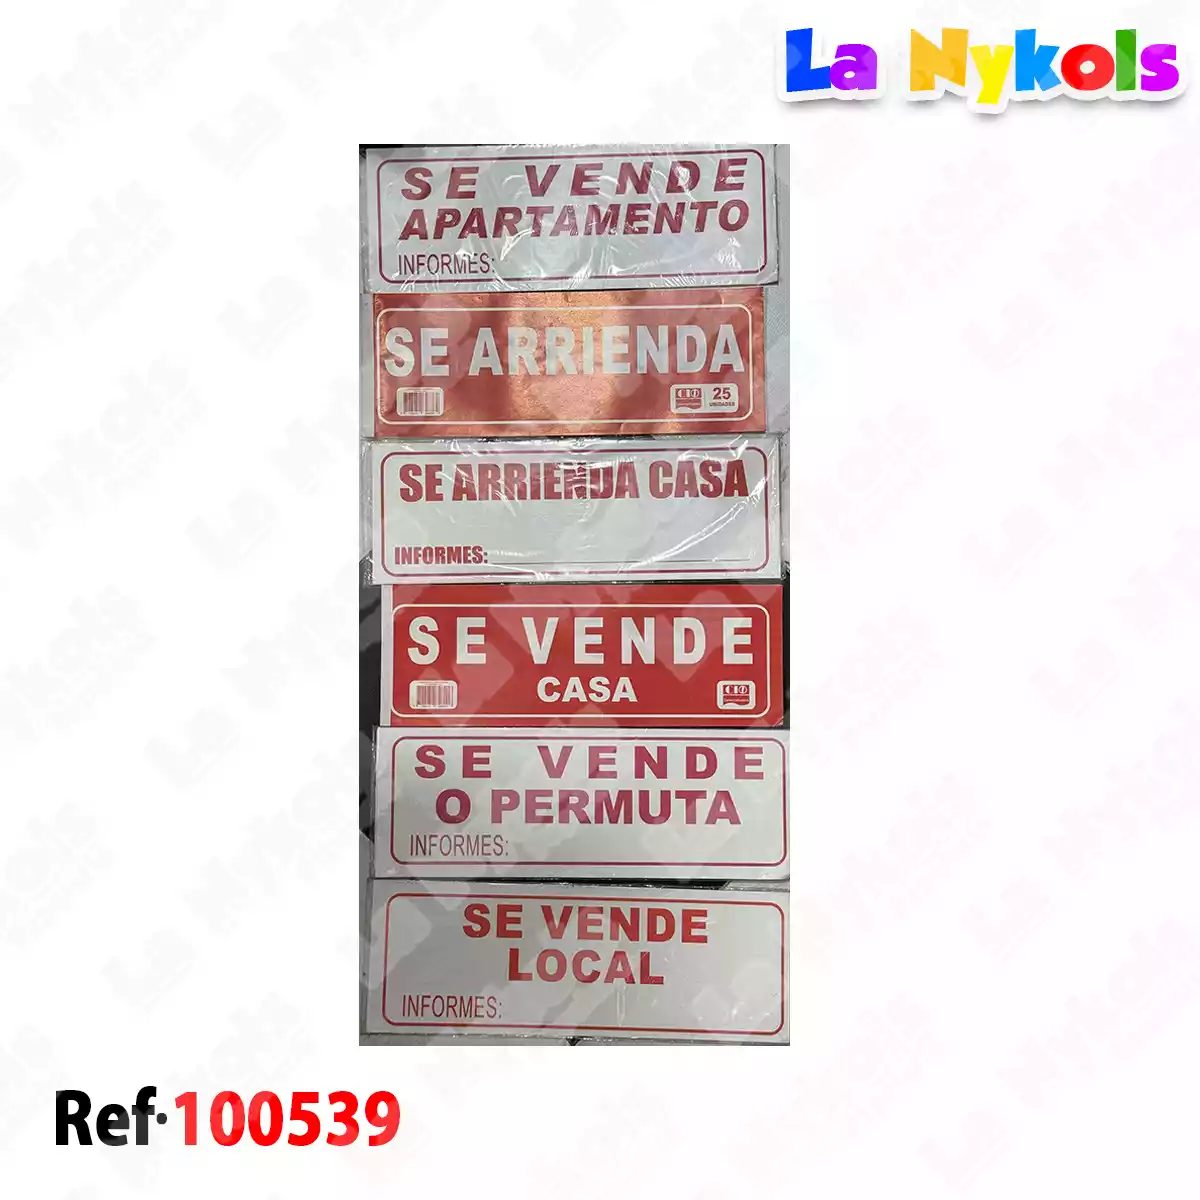 La Nykols
SE VENDE
APARTAMENTO
INFORMES:
SE ARRIENDA
25
UNIDADES
SE ARRIENDA CASA
INFORMES:
SE VENDE
CASA
SE VENDE
O PERMUTA
INFORMES:
SE VENDE
LOCAL
INFORMES:
Ref·100539